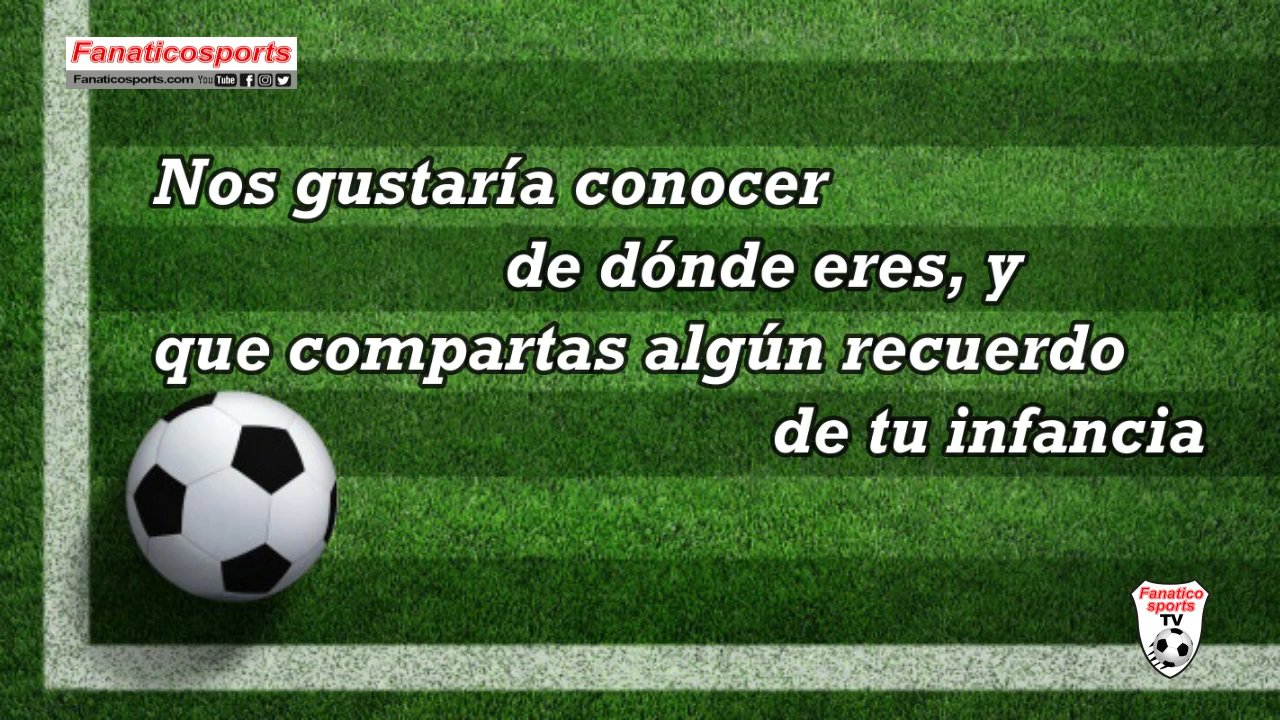 Fanaticosports
Fanaticosports.com YouTube
Nos gustaría conocer
de dónde eres, y
que compartas algún recuerdo
de tu infancia
Fanatico
sports
TV